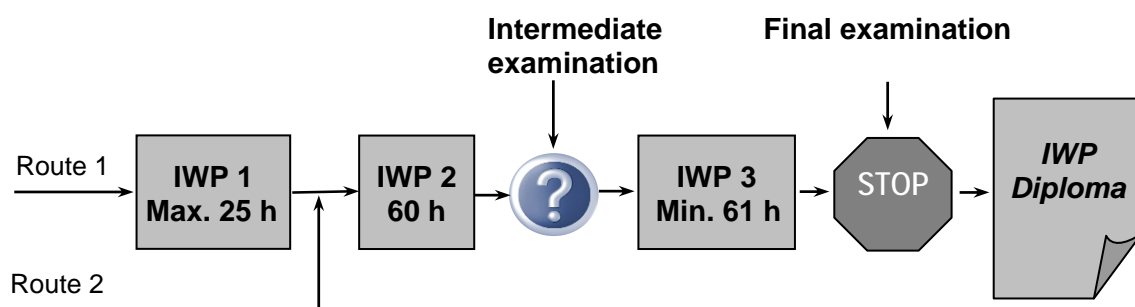 Intermediate
examination
Final examination
Route 1
IWP 1
Max. 25 h
IWP 2
60 h
?
IWP 3
Min. 61 h
STOP
IWP
Diploma
Route 2